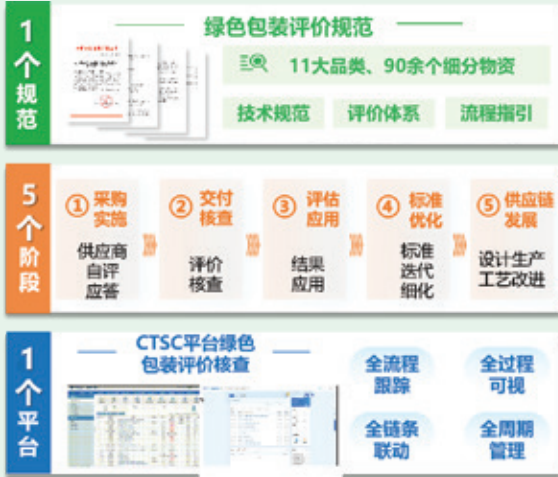 1个规范
绿色包装评价规范
11大品类、90余个细分物资
技术规范
评价体系
流程指引
5个阶段
① 采购
实施
供应商
自评
应答
② 交付
核查
评价
核查
③ 评估
应用
结果
应用
④ 标准
优化
标准
迭代
细化
⑤ 供应链
发展
设计生产
工艺改进
1个平台
CTSC平台绿色
包装评价核查
全流程
跟踪
全过程
可视
全链条
联动
全周期
管理